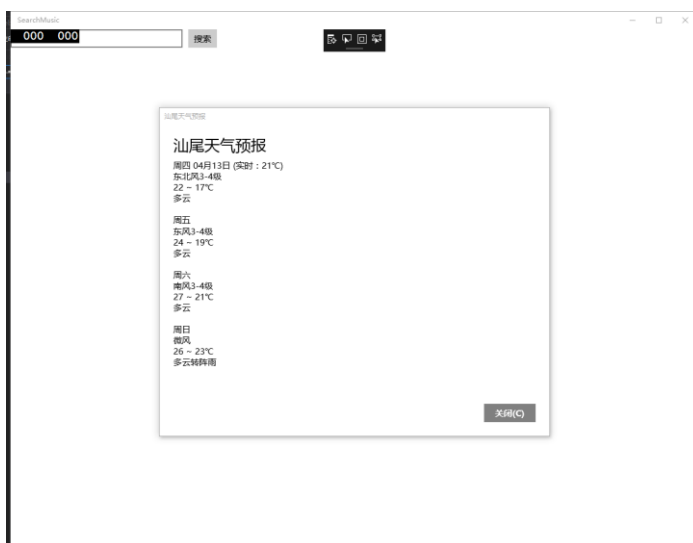 SearchMusic
000 000
搜索
汕尾天气预报
汕尾天气预报
周四 04月13日 (实时：21℃)
东北风3-4级
22 ~ 17℃
多云
周五
东风3-4级
24 ~ 19℃
多云
周六
南风3-4级
27 ~ 21℃
多云
周日
微风
26 ~ 23℃
多云转阵雨
关闭(C)